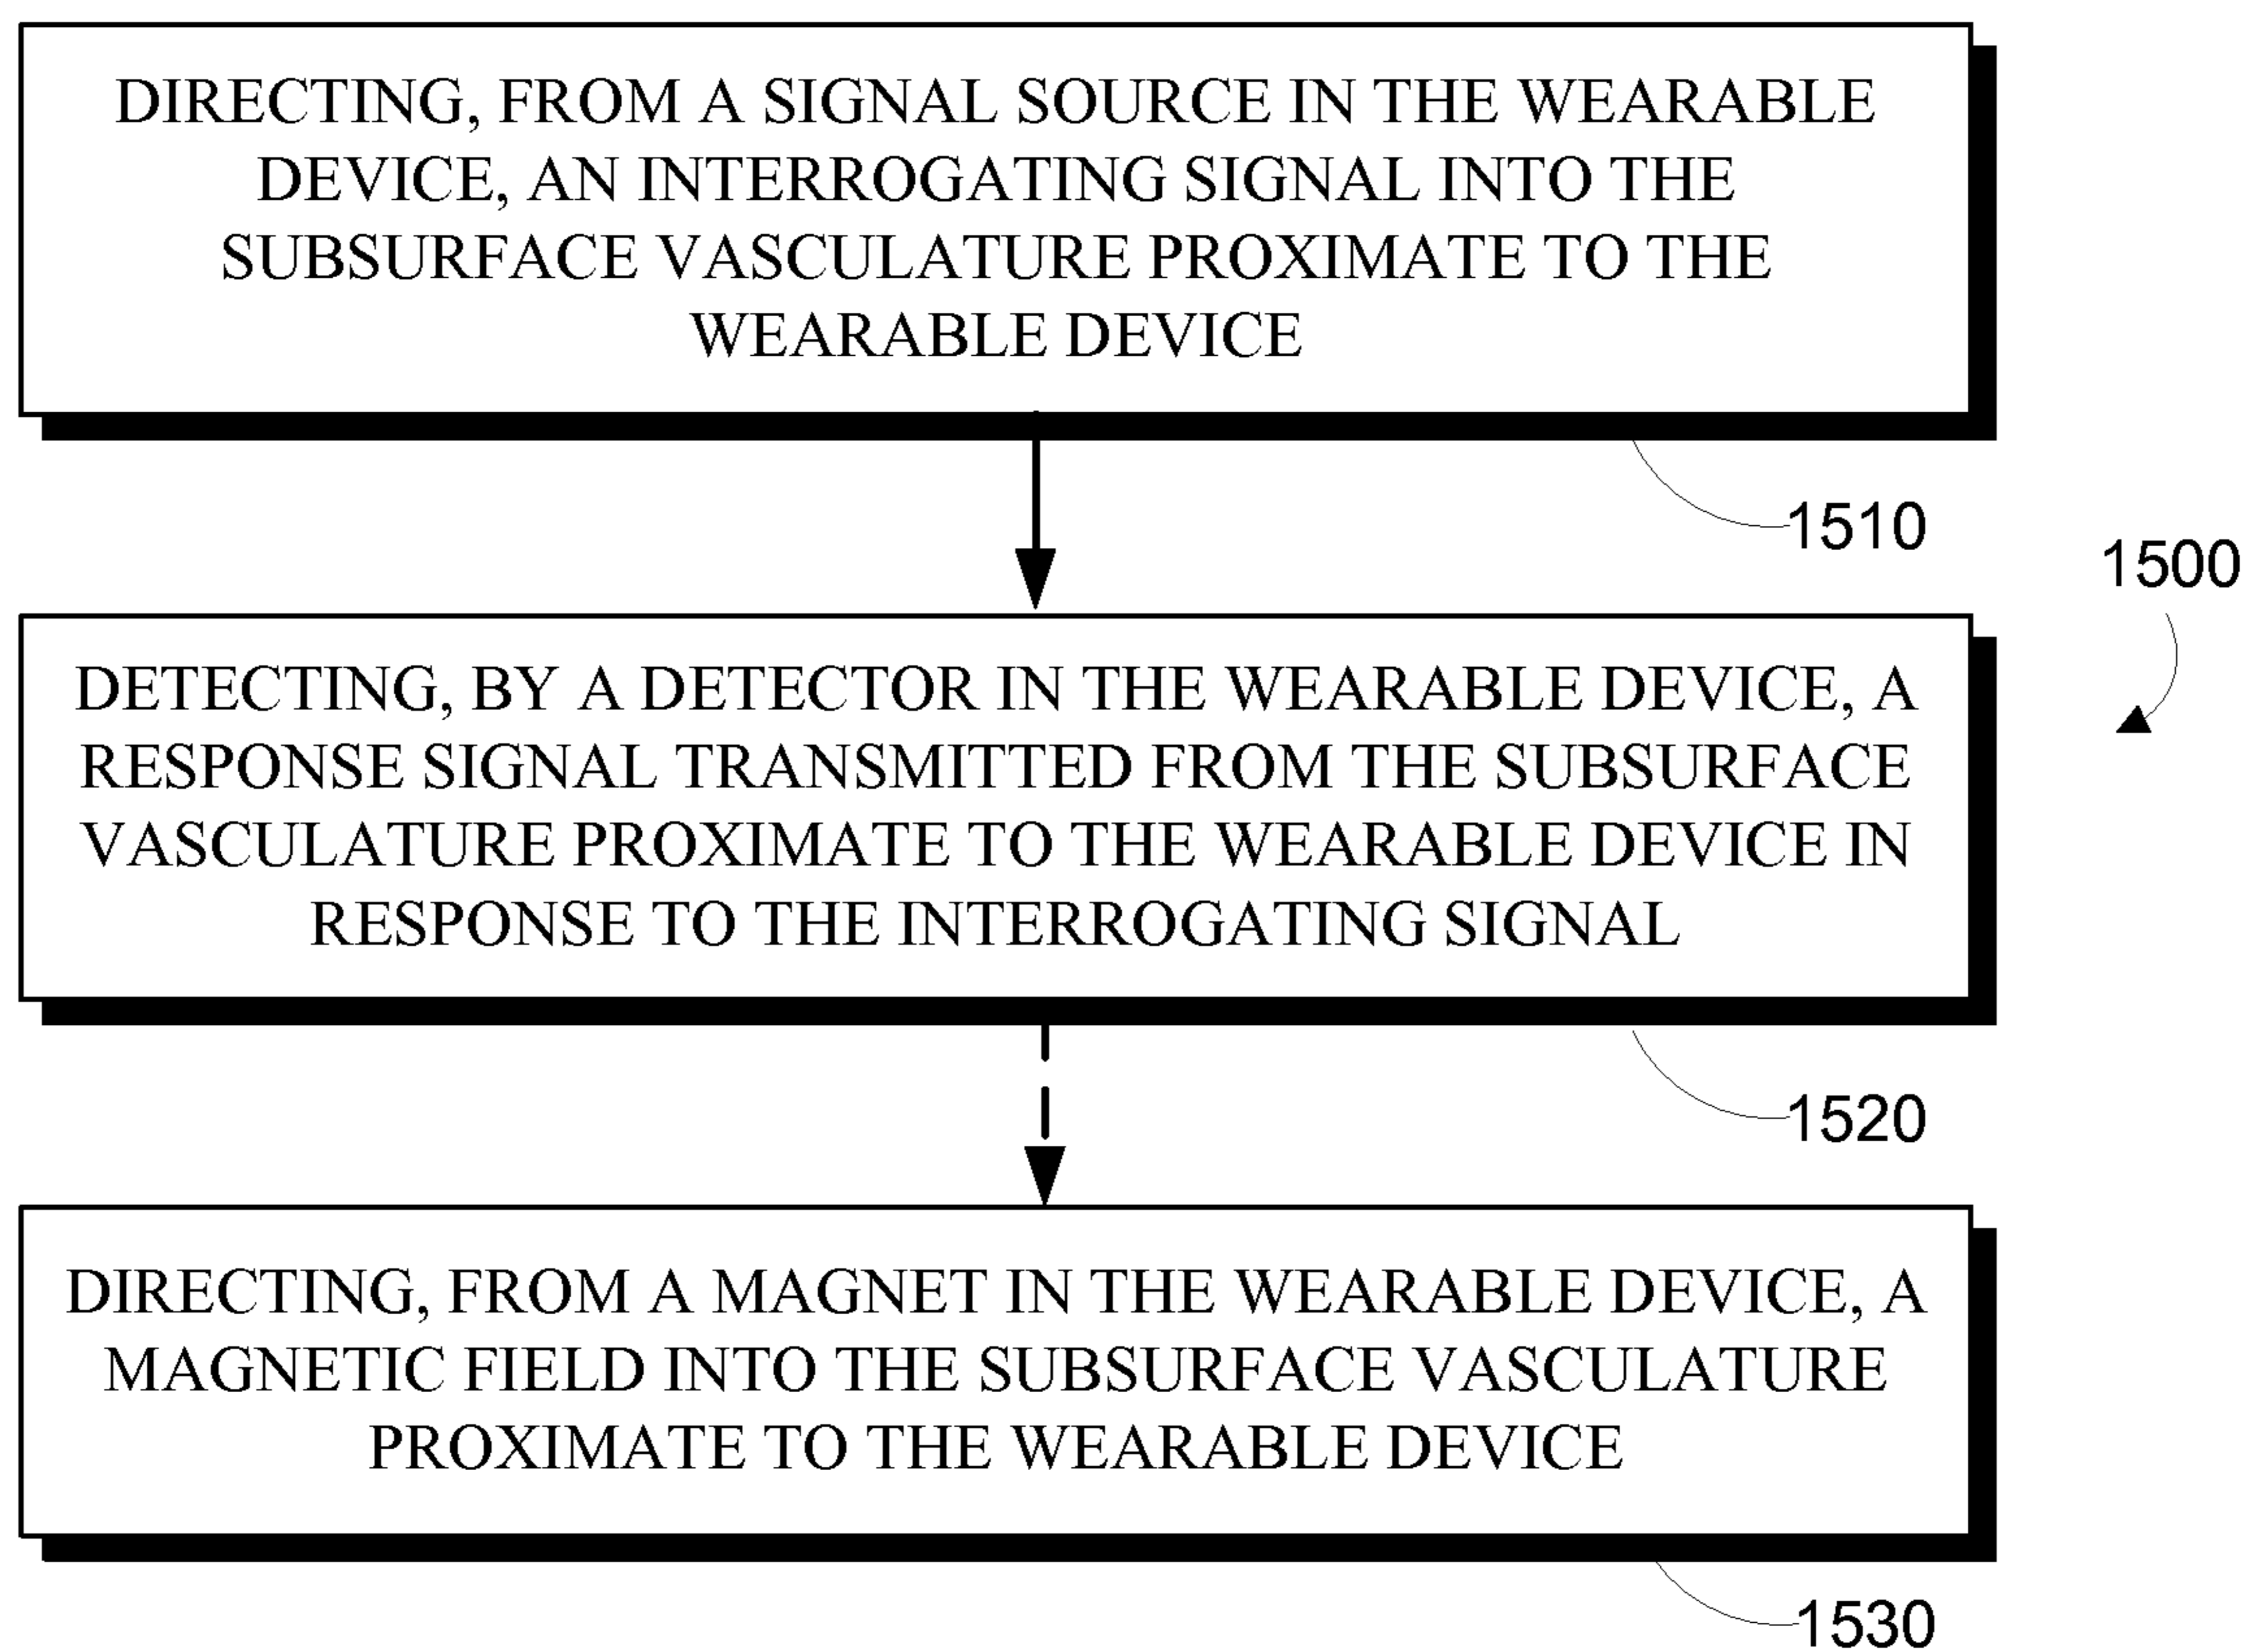 DIRECTING, FROM A SIGNAL SOURCE IN THE WEARABLE
DEVICE, AN INTERROGATING SIGNAL INTO THE
SUBSURFACE VASCULATURE PROXIMATE TO THE
WEARABLE DEVICE
1510
1500
DETECTING, BY A DETECTOR IN THE WEARABLE DEVICE, A
RESPONSE SIGNAL TRANSMITTED FROM THE SUBSURFACE
VASCULATURE PROXIMATE TO THE WEARABLE DEVICE IN
RESPONSE TO THE INTERROGATING SIGNAL
1520
DIRECTING, FROM A MAGNET IN THE WEARABLE DEVICE, A
MAGNETIC FIELD INTO THE SUBSURFACE VASCULATURE
PROXIMATE TO THE WEARABLE DEVICE
1530